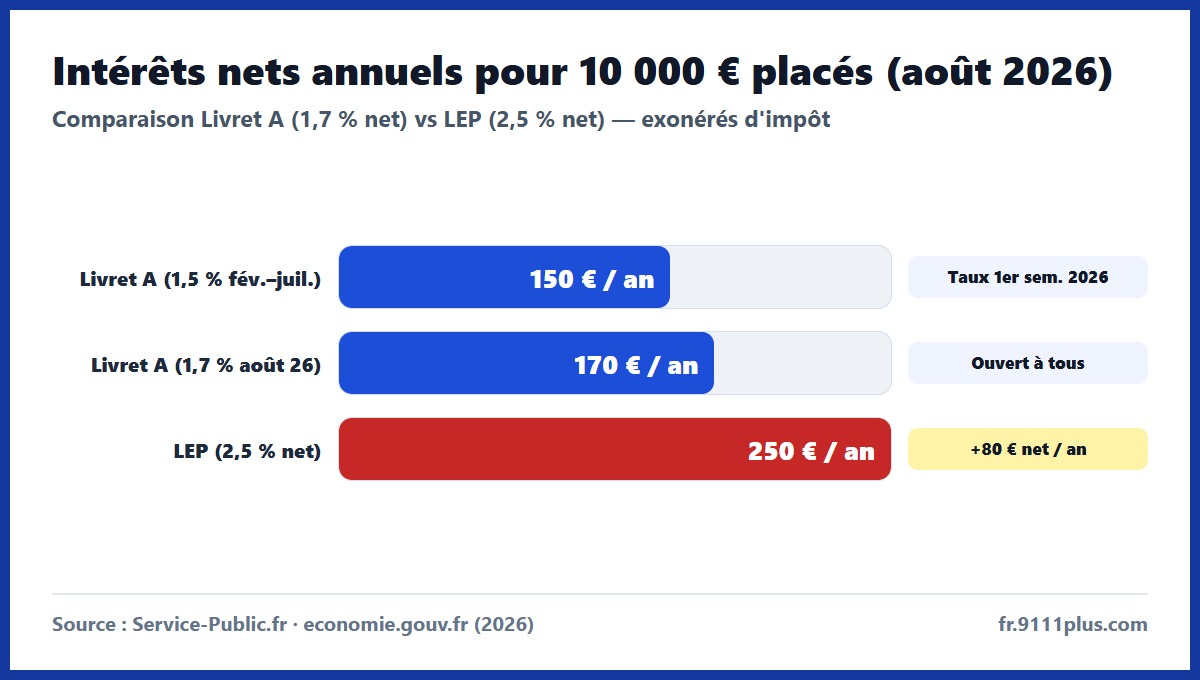 Intérêts nets annuels pour 10 000 € placés (août 2026)
Comparaison Livret A (1,7 % net) vs LEP (2,5 % net) — exonérés d'impôt
Livret A (1,5 % fév.–juil.)
150 € / an
Taux 1er sem. 2026
Livret A (1,7 % août 26)
170 € / an
Ouvert à tous
LEP (2,5 % net)
250 € / an
+80 € net / an
Source : Service-Public.fr · economie.gouv.fr (2026)
fr.9111plus.com